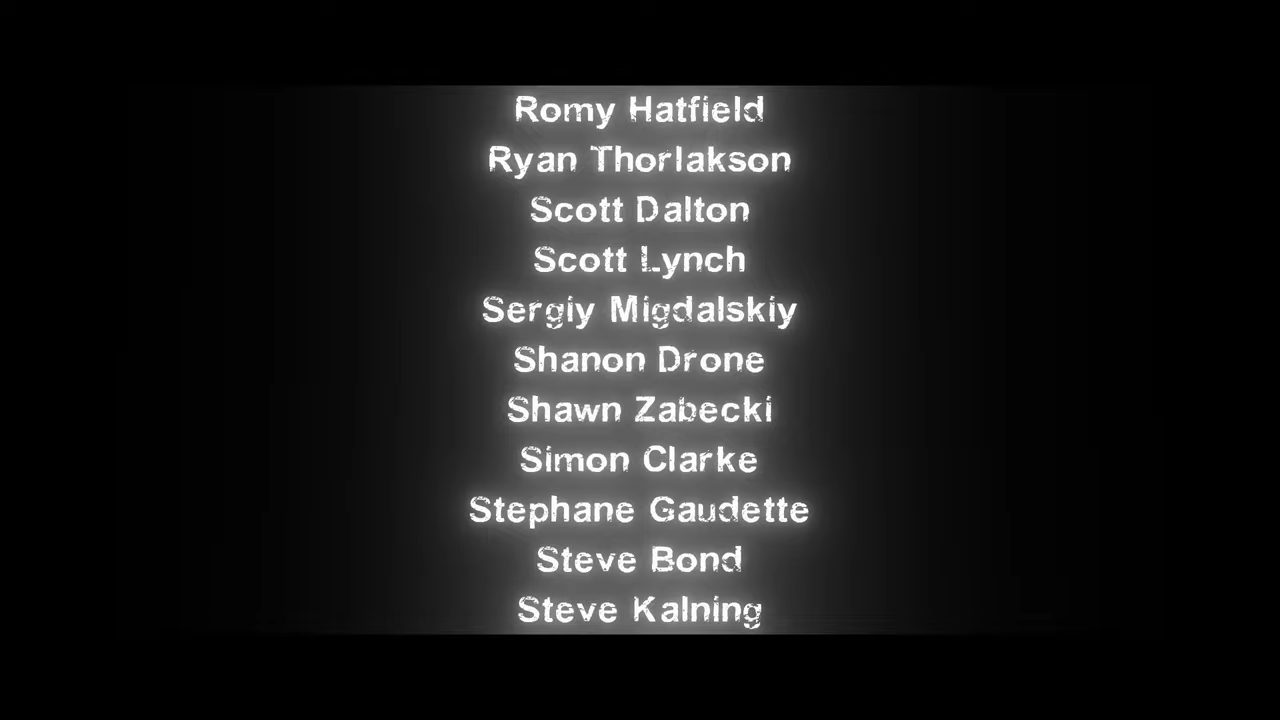 Romy Hatfield
Ryan Thorlakson
Scott Dalton
Scott Lynch
Sergiy Migdalskiy
Shanon Drone
Shawn Zabecki
Simon Clarke
Stephane Gaudette
Steve Bond
Steve Kalning